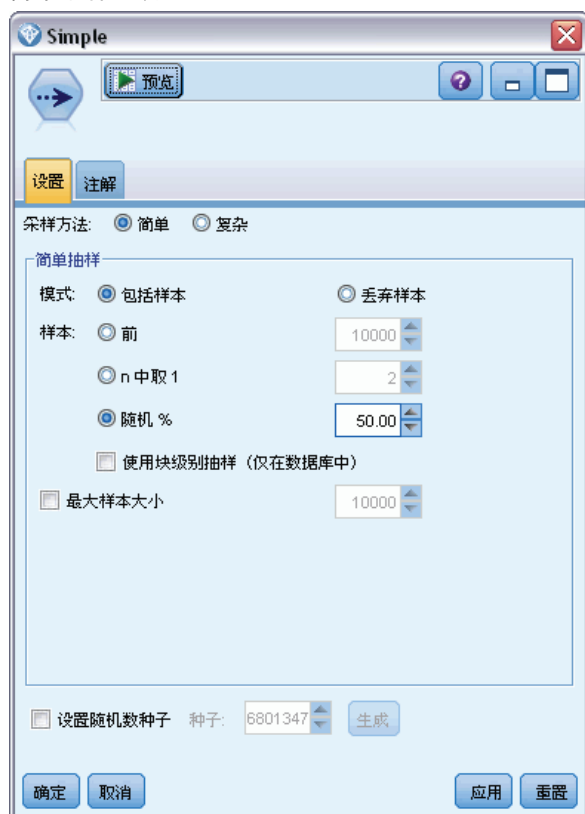 Simple
预览
设置 注解
采样方法: 简单 复杂
简单抽样
模式: 包括样本 丢弃样本
样本: 前 10000
n 中取 1 2
随机 % 50.00
使用块级别抽样（仅在数据库中）
最大样本大小 10000
设置随机数种子 种子: 6801347 生成
确定 取消 应用 重置